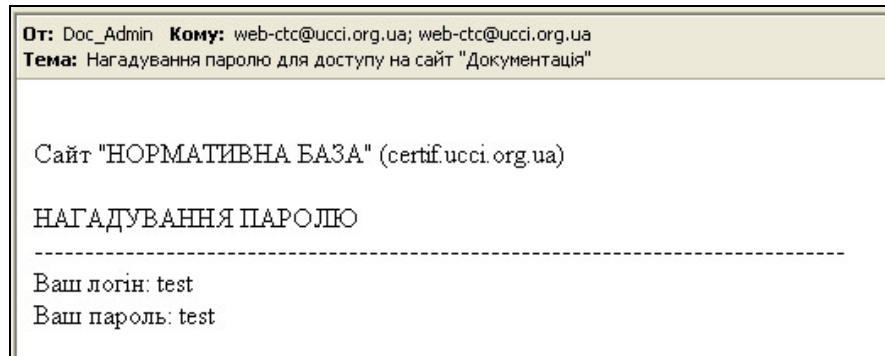 От: Doc_Admin Кому: web-ctc@ucci.org.ua; web-ctc@ucci.org.ua
Тема: Нагадування паролю для доступу на сайт "Документація"
Сайт "НОРМАТИВНА БАЗА" (certif.ucci.org.ua)
НАГАДУВАННЯ ПАРОЛЮ
--------------------------------------------------------------------------------
Ваш логін: test
Ваш пароль: test